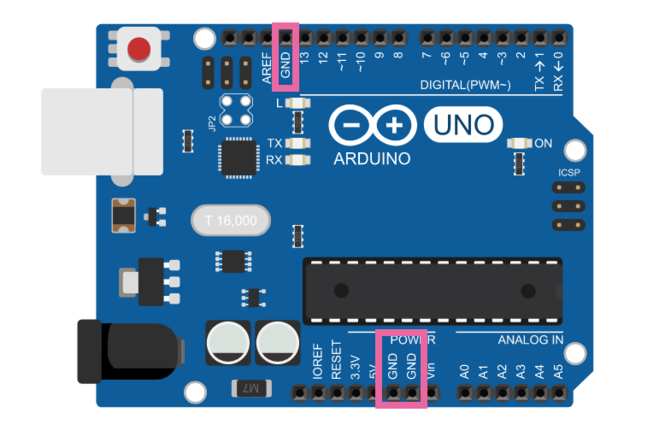 AREF
GND
13
12
~11
~10
9
8
7
~6
~5
4
~3
2
TX→1
RX←0
DIGITAL(PWM~)
L
JP2
TX
RX
ARDUINO
UNO
ON
ICSP
T 16,000
POWER
ANALOG IN
IOREF
RESET
3.3V
5V
GND
GND
Vin
A0
A1
A2
A3
A4
A5
M7